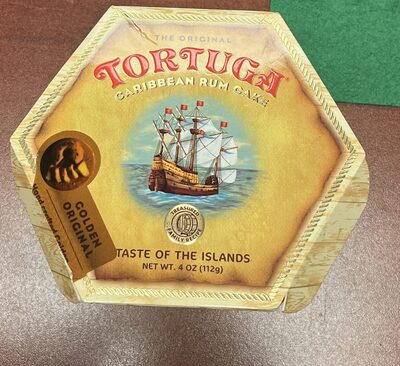 THE ORIGINAL
TORTUGA
CARIBBEAN RUM CAKE
GOLDEN
ORIGINAL
TREASURED
FAMILY RECIPE
TASTE OF THE ISLANDS
NET WT. 4 OZ (112g)